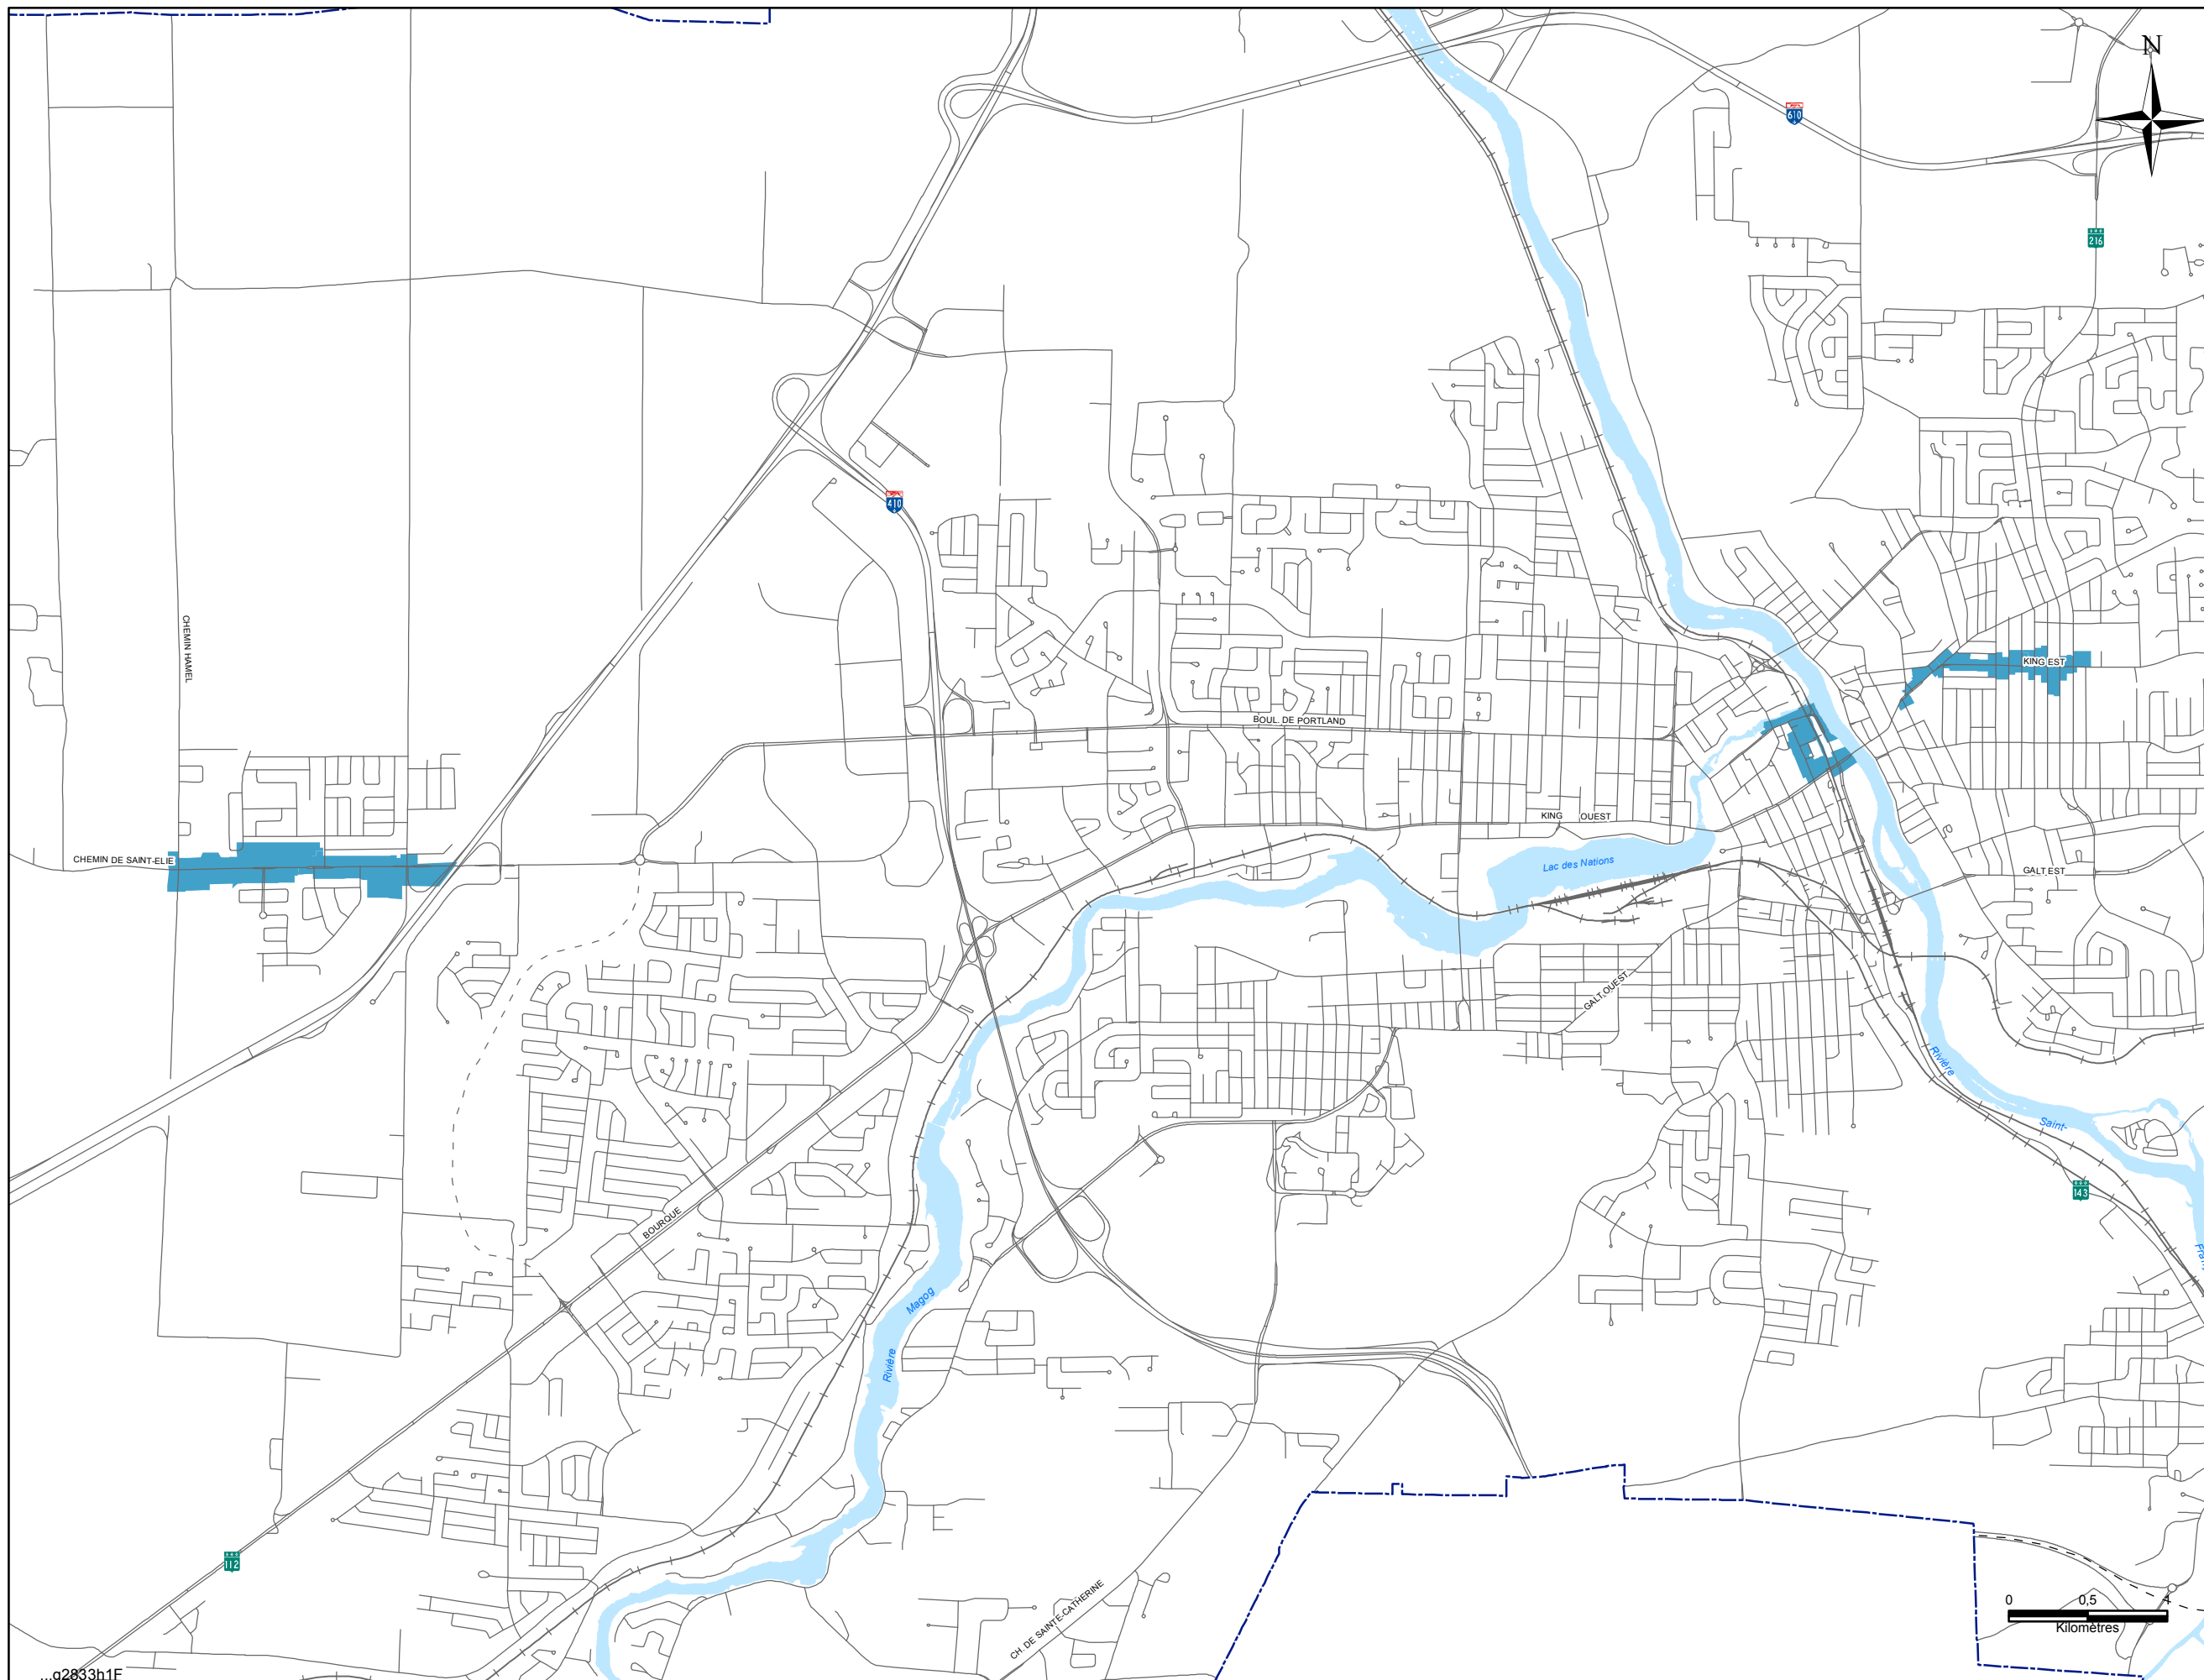 N
610
216
410
CHEMIN HAMEL
KING EST
BOUL. DE PORTLAND
KING OUEST
CHEMIN DE SAINT-ELIE
Lac des Nations
GALT EST
GALT OUEST
Rivière
Saint-
143
BOURQUE
Magog
Rivière
112
CH. DE SAINTE-CATHERINE
0 0,5 1
Kilomètres
...g2833h1F